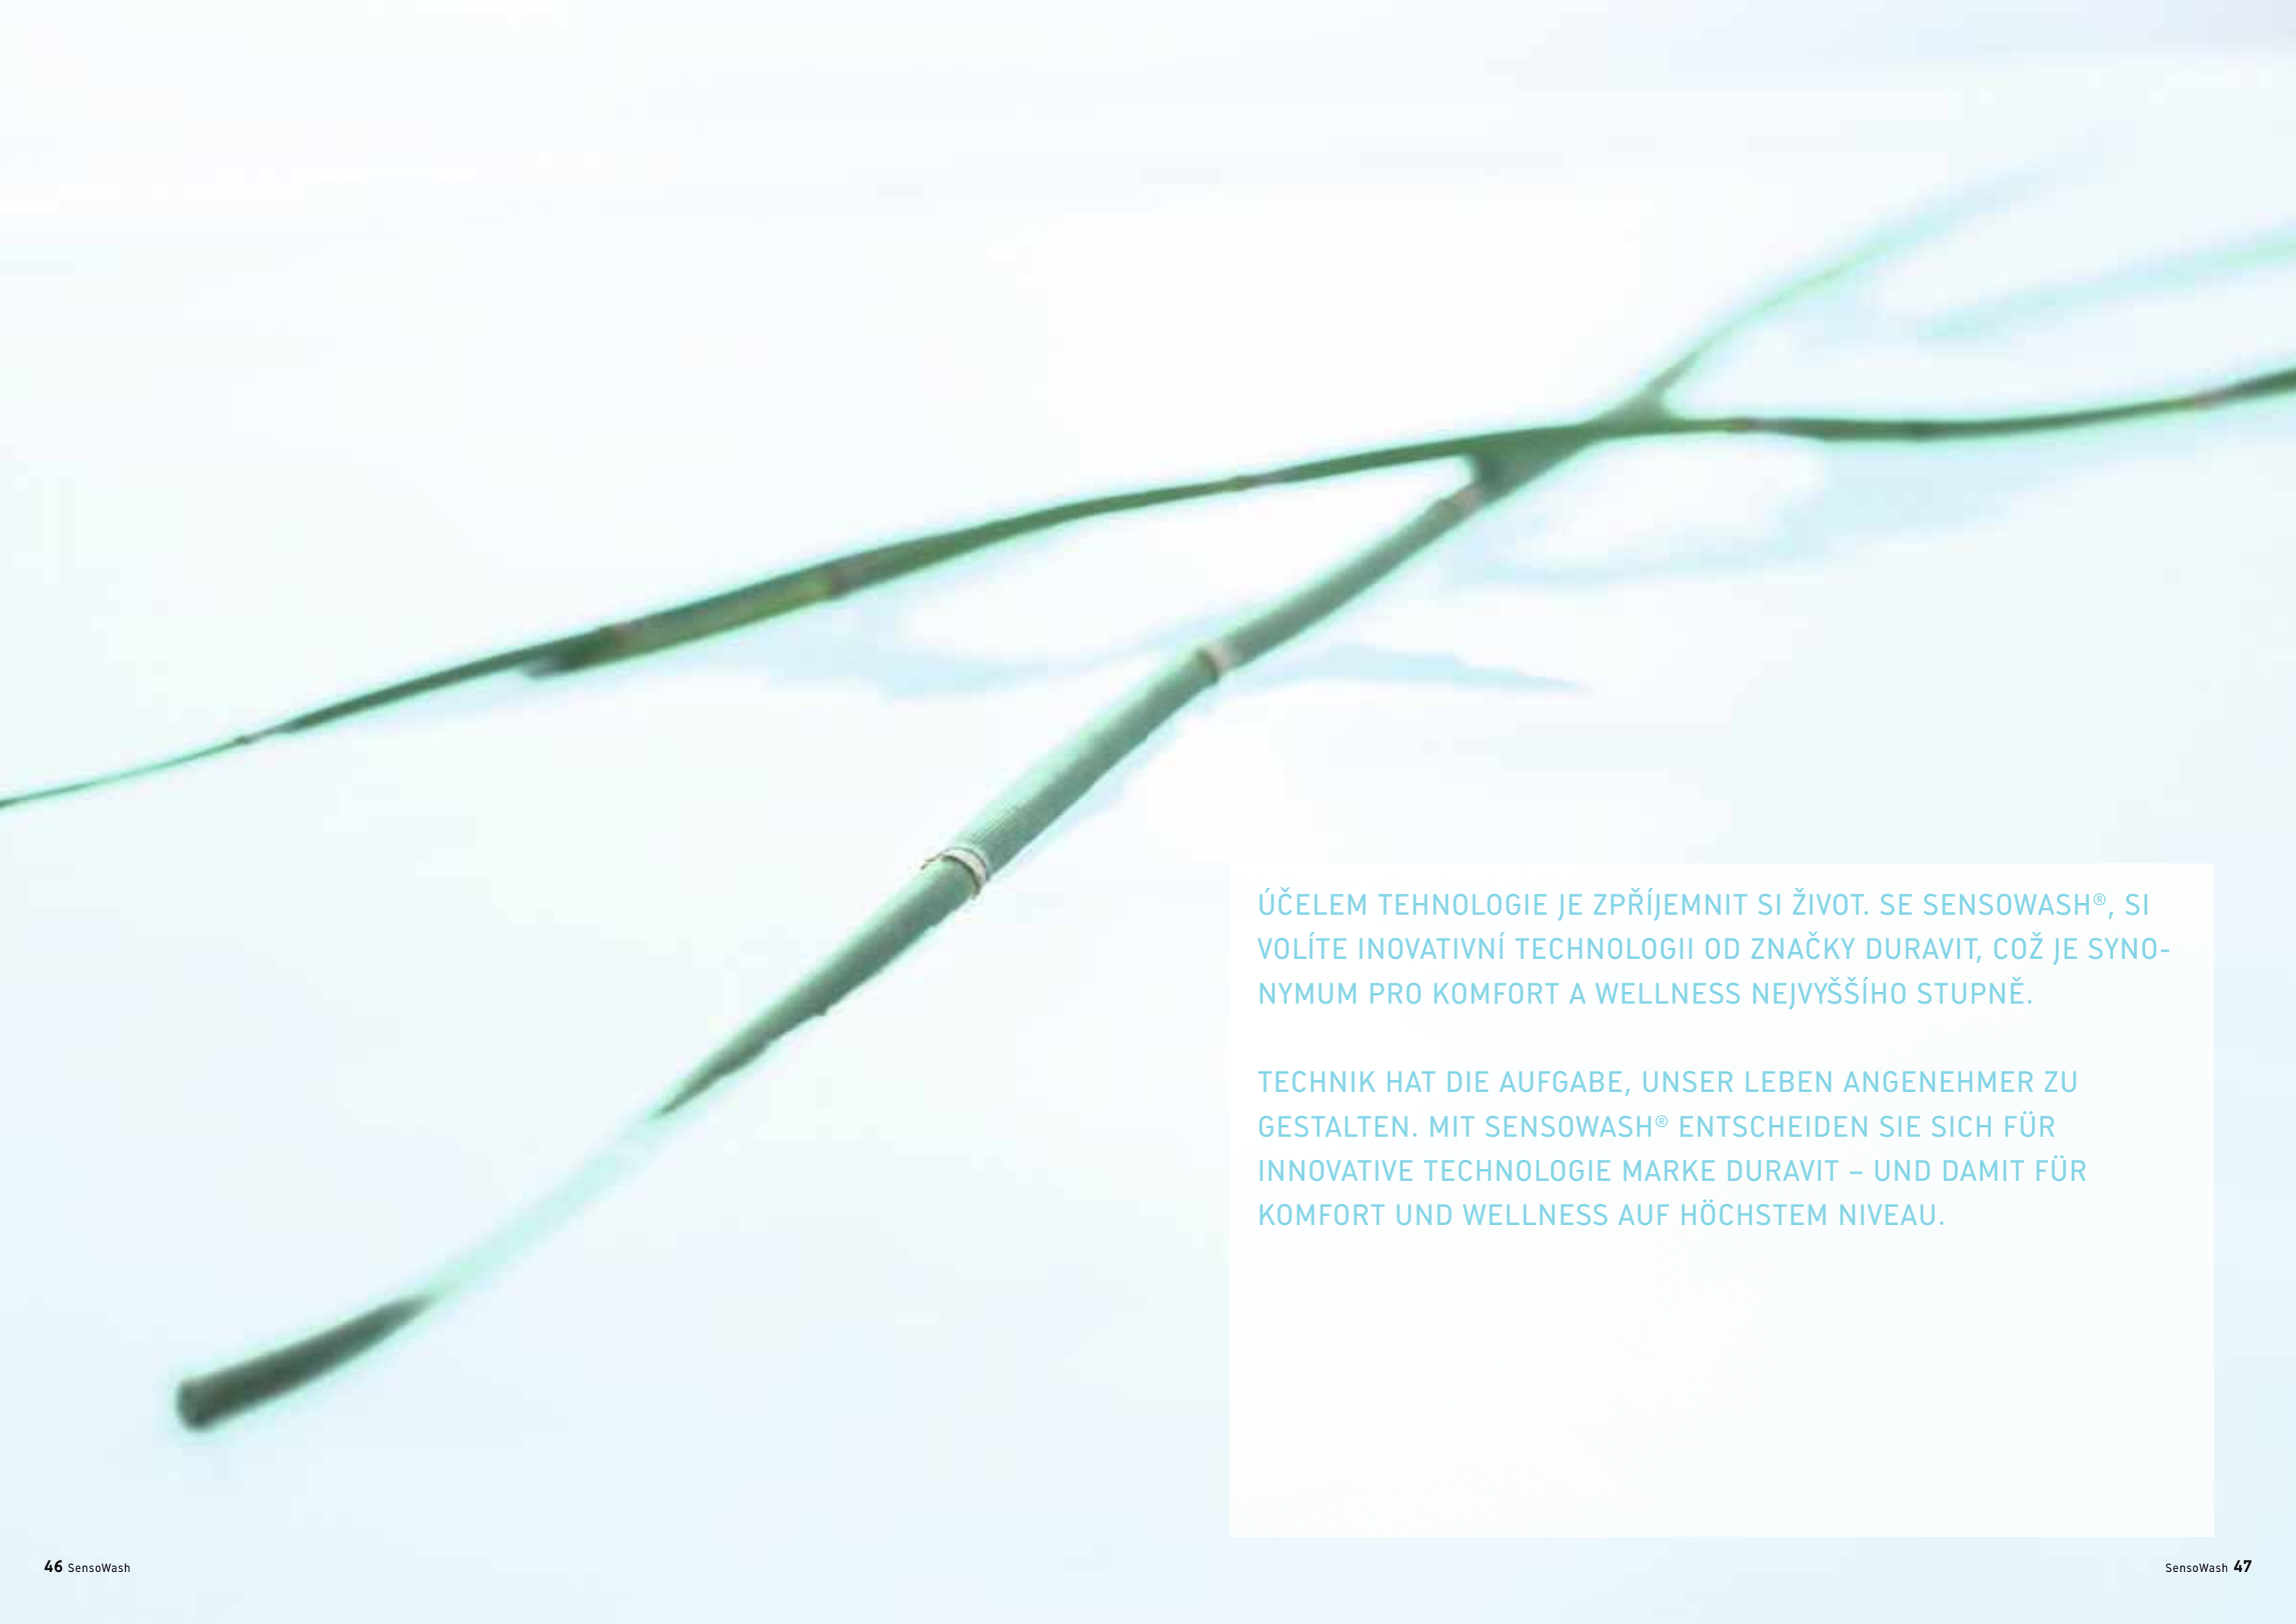 ÚČELEM TEHNOLOGIE JE ZPŘÍJEMNIT SI ŽIVOT. SE SENSOWASH®, SI
VOLÍTE INOVATIVNÍ TECHNOLOGII OD ZNAČKY DURAVIT, COŽ JE SYNO-
NYMUM PRO KOMFORT A WELLNESS NEJVYŠŠÍHO STUPNĚ.
TECHNIK HAT DIE AUFGABE, UNSER LEBEN ANGENEHMER ZU
GESTALTEN. MIT SENSOWASH® ENTSCHEIDEN SIE SICH FÜR
INNOVATIVE TECHNOLOGIE MARKE DURAVIT – UND DAMIT FÜR
KOMFORT UND WELLNESS AUF HÖCHSTEM NIVEAU.
46 SensoWash
SensoWash 47